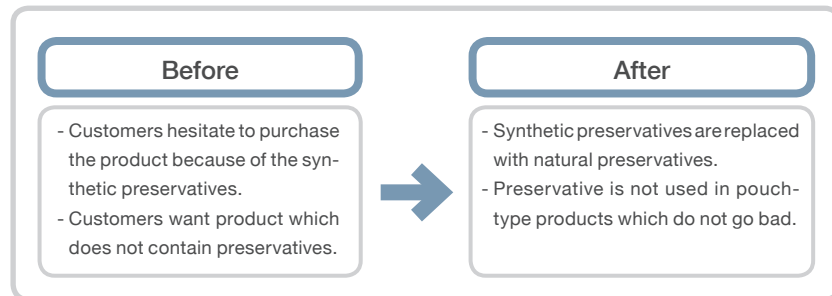 Before
- Customers hesitate to purchase
the product because of the syn-
thetic preservatives.
- Customers want product which
does not contain preservatives.
After
- Synthetic preservatives are replaced
with natural preservatives.
- Preservative is not used in pouch-
type products which do not go bad.